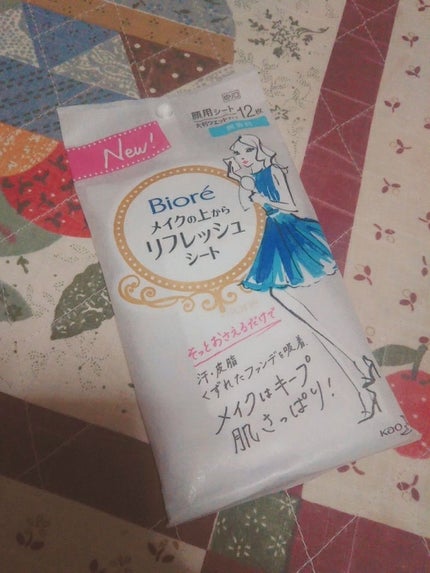 顔用シート
12枚
無香料
New!
Bioré
メイクの上から
リフレッシュ
シート
そっとおさえるだけで
汗・皮脂
くずれたファンデを吸着
メイクはキープ
肌さっぱり!
Kao